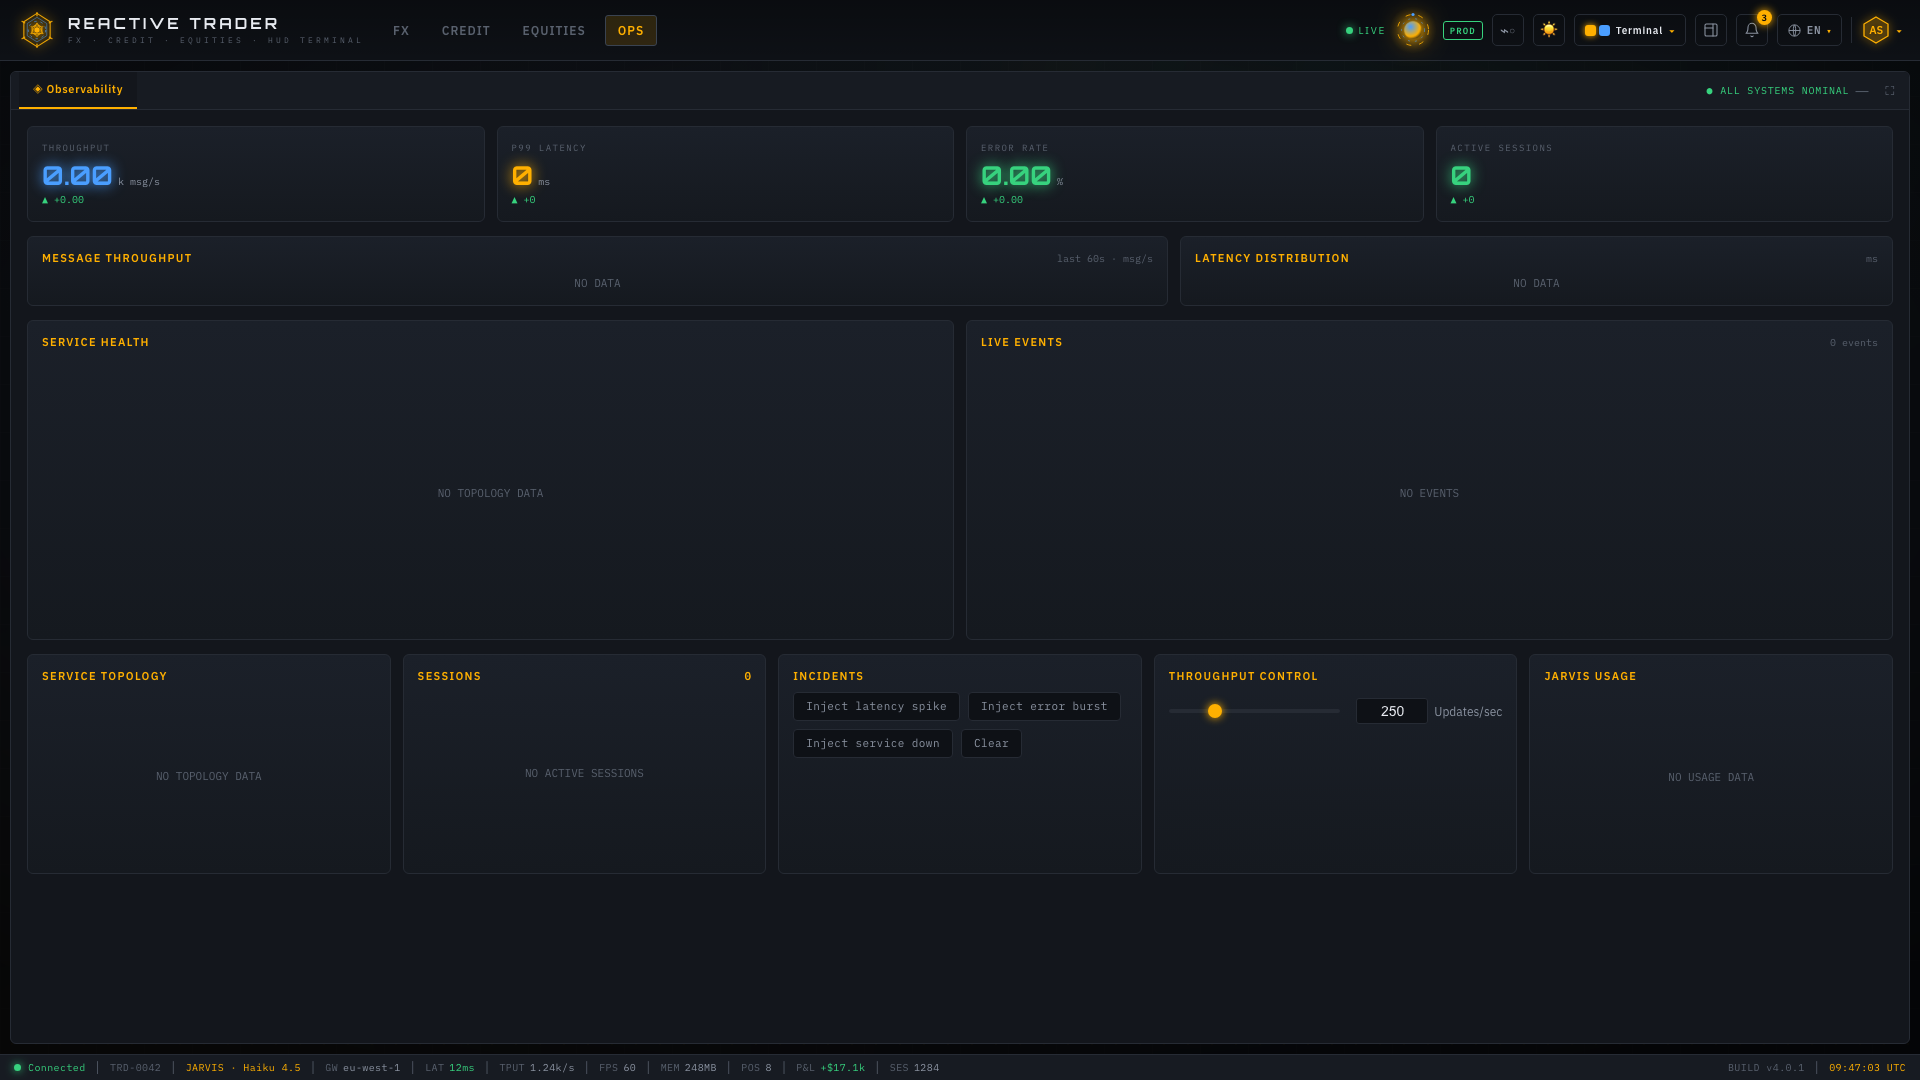 REACTIVE TRADER
FX · CREDIT · EQUITIES · HUD TERMINAL
FX CREDIT EQUITIES OPS
LIVE
PROD
Terminal
3
EN
AS
◈ Observability
● ALL SYSTEMS NOMINAL —
THROUGHPUT
0.00 k msg/s
▲ +0.00
P99 LATENCY
0 ms
▲ +0
ERROR RATE
0.00 %
▲ +0.00
ACTIVE SESSIONS
0
▲ +0
MESSAGE THROUGHPUT
last 60s · msg/s
NO DATA
LATENCY DISTRIBUTION
ms
NO DATA
SERVICE HEALTH
NO TOPOLOGY DATA
LIVE EVENTS
0 events
NO EVENTS
SERVICE TOPOLOGY
NO TOPOLOGY DATA
SESSIONS
0
NO ACTIVE SESSIONS
INCIDENTS
Inject latency spike
Inject error burst
Inject service down
Clear
THROUGHPUT CONTROL
250 Updates/sec
JARVIS USAGE
NO USAGE DATA
Connected
TRD-0042
JARVIS · Haiku 4.5
GW eu-west-1
LAT 12ms
TPUT 1.24k/s
FPS 60
MEM 248MB
POS 8
P&L +$17.1k
SES 1284
BUILD v4.0.1
09:47:03 UTC